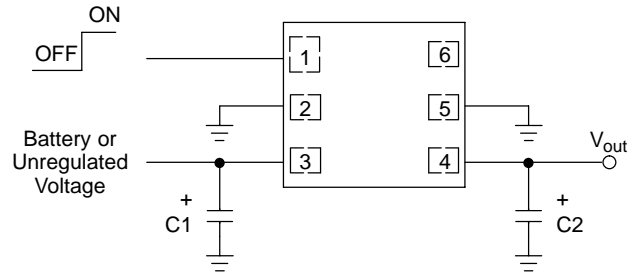 ON
OFF
1
6
2
5
Battery or
Unregulated
Voltage
3
4
Vout
+
C1
+
C2